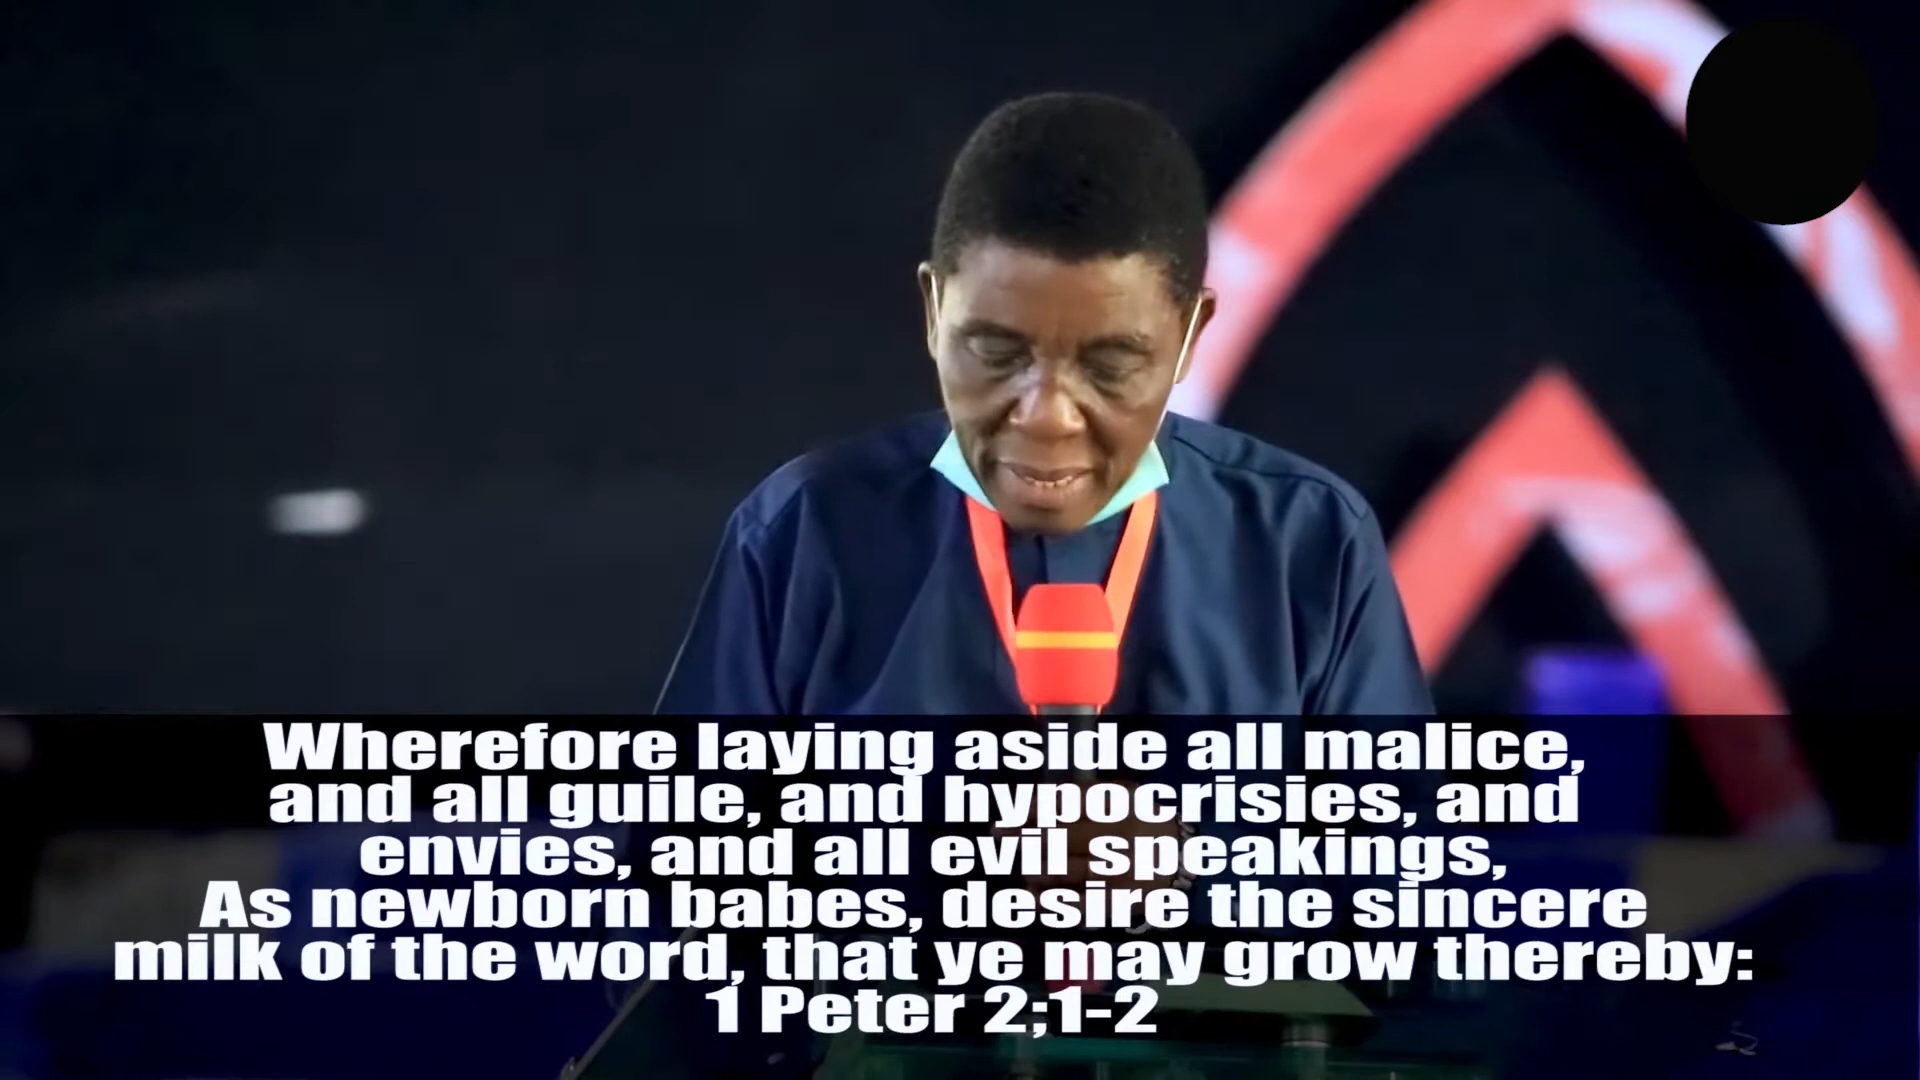 Wherefore laying aside all malice,
and all guile, and hypocrisies, and
envies, and all evil speakings,
As newborn babes, desire the sincere
milk of the word, that ye may grow thereby:
1 Peter 2;1-2